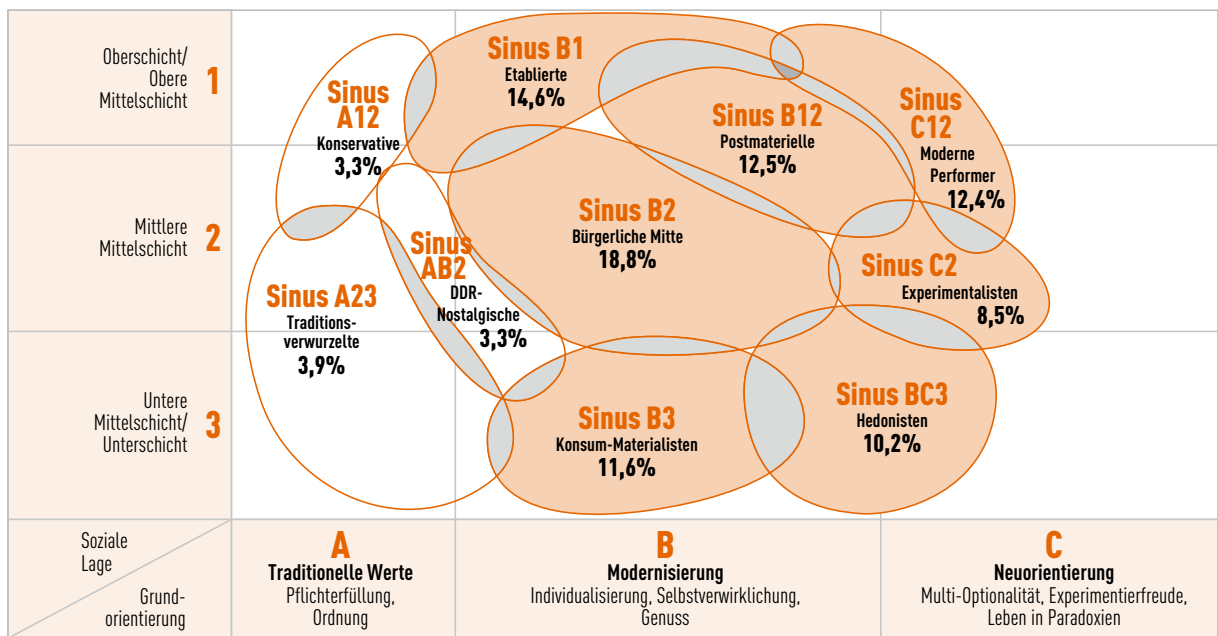 Oberschicht/
Obere
Mittelschicht
1
Mittlere
Mittelschicht
2
Untere
Mittelschicht/
Unterschicht
3
Sinus
A12
Konservative
3,3%
Sinus B1
Etablierte
14,6%
Sinus B12
Postmaterielle
12,5%
Sinus
C12
Moderne
Performer
12,4%
Sinus A23
Traditions-
verwurzelte
3,9%
Sinus
AB2
DDR-
Nostalgische
3,3%
Sinus B2
Bürgerliche Mitte
18,8%
Sinus C2
Experimentalisten
8,5%
Sinus B3
Konsum-Materialisten
11,6%
Sinus BC3
Hedonisten
10,2%
Soziale
Lage
Grund-
orientierung
A
Traditionelle Werte
Pflichterfüllung,
Ordnung
B
Modernisierung
Individualisierung, Selbstverwirklichung,
Genuss
C
Neuorientierung
Multi-Optionalität, Experimentierfreude,
Leben in Paradoxien